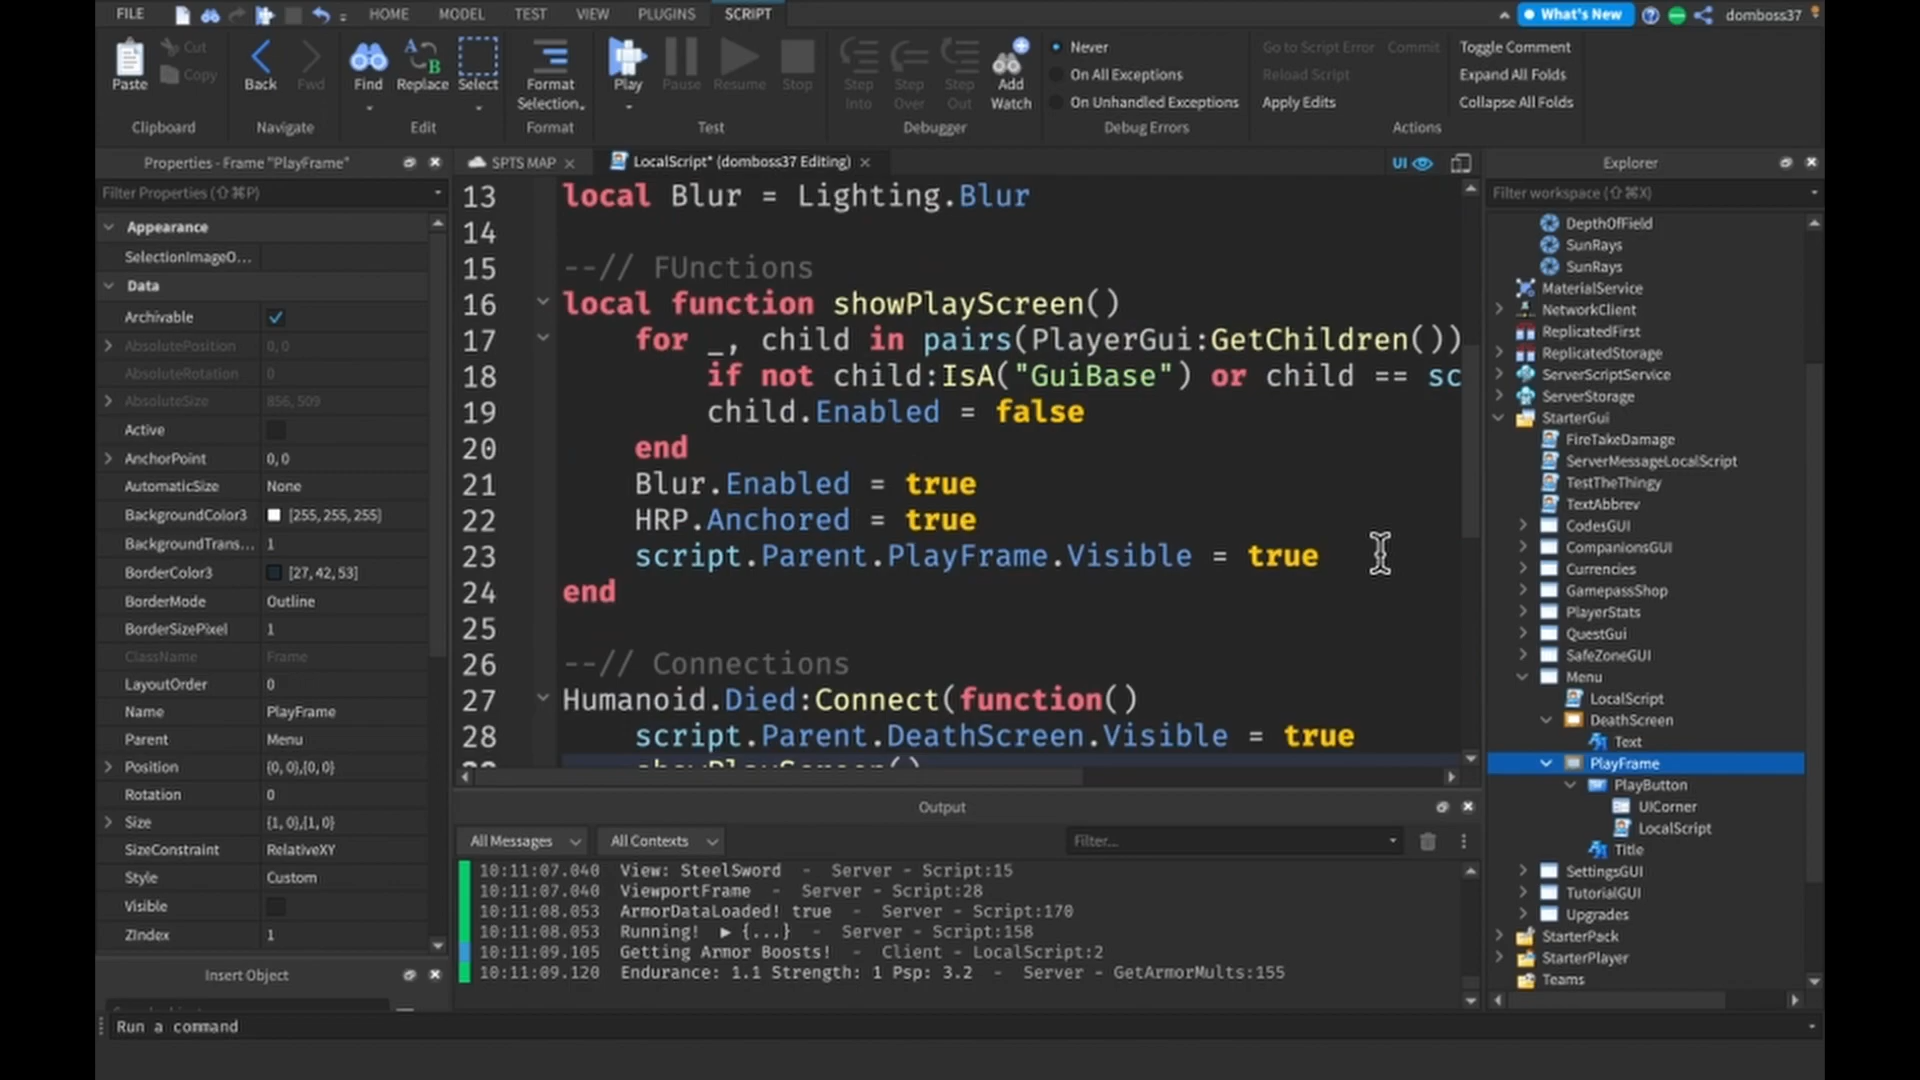 FILE HOME MODEL TEST VIEW PLUGINS SCRIPT What's New domboss37
Paste Cut Copy Clipboard
Back Fwd Navigate
Find Replace Select Edit
Format Selection Format
Play Pause Resume Stop Test
Step Into Step Over Step Out Add Watch Debugger
Never
On All Exceptions
On Unhandled Exceptions
Debug Errors
Go to Script Error Commit Toggle Comment
Reload Script Expand All Folds
Apply Edits Collapse All Folds
Actions
Properties - Frame "PlayFrame"
Filter Properties (⇧⌘P)
Appearance
SelectionImageO...
Data
Archivable
AbsolutePosition 0, 0
AbsoluteRotation 0
AbsoluteSize 856, 509
Active
AnchorPoint 0, 0
AutomaticSize None
BackgroundColor3 [255, 255, 255]
BackgroundTrans... 1
BorderColor3 [27, 42, 53]
BorderMode Outline
BorderSizePixel 1
ClassName Frame
LayoutOrder 0
Name PlayFrame
Parent Menu
Position {0, 0},{0, 0}
Rotation 0
Size {1, 0},{1, 0}
SizeConstraint RelativeXY
Style Custom
Visible
ZIndex 1
Insert Object
SPTS MAP LocalScript* (domboss37 Editing) UI
13 local Blur = Lighting.Blur
14
15 --// FUnctions
16 local function showPlayScreen()
17 for _, child in pairs(PlayerGui:GetChildren())
18 if not child:IsA("GuiBase") or child == sc
19 child.Enabled = false
20 end
21 Blur.Enabled = true
22 HRP.Anchored = true
23 script.Parent.PlayFrame.Visible = true
24 end
25
26 --// Connections
27 Humanoid.Died:Connect(function()
28 script.Parent.DeathScreen.Visible = true
showPlayScreen()
Output
All Messages All Contexts Filter...
10:11:07.040 View: SteelSword - Server - Script:15
10:11:07.040 ViewportFrame - Server - Script:28
10:11:08.053 ArmorDataLoaded! true - Server - Script:170
10:11:08.053 Running! ▶ {...} - Server - Script:158
10:11:09.105 Getting Armor Boosts! - Client - LocalScript:2
10:11:09.120 Endurance: 1.1 Strength: 1 Psp: 3.2 - Server - GetArmorMults:155
Explorer
Filter workspace (⇧⌘X)
DepthOfField
SunRays
SunRays
MaterialService
NetworkClient
ReplicatedFirst
ReplicatedStorage
ServerScriptService
ServerStorage
StarterGui
FireTakeDamage
ServerMessageLocalScript
TestTheThingy
TextAbbrev
CodesGUI
CompanionsGUI
Currencies
GamepassShop
PlayerStats
QuestGui
SafeZoneGUI
Menu
LocalScript
DeathScreen
Text
PlayFrame
PlayButton
UICorner
LocalScript
Title
SettingsGUI
TutorialGUI
Upgrades
StarterPack
StarterPlayer
Teams
Run a command